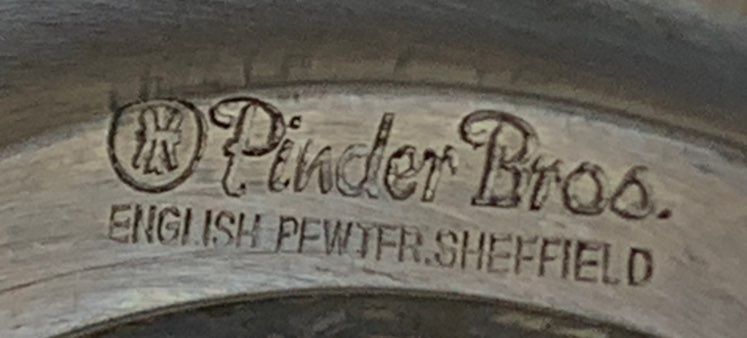 Pinder Bros.
ENGLISH PEWTER.SHEFFIELD